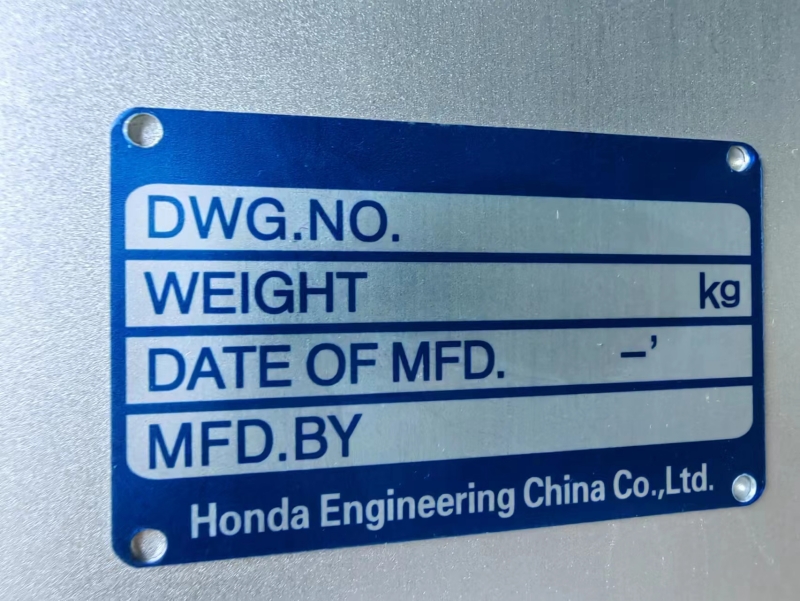 DWG.NO.
WEIGHT kg
DATE OF MFD. –’
MFD.BY
Honda Engineering China Co.,Ltd.